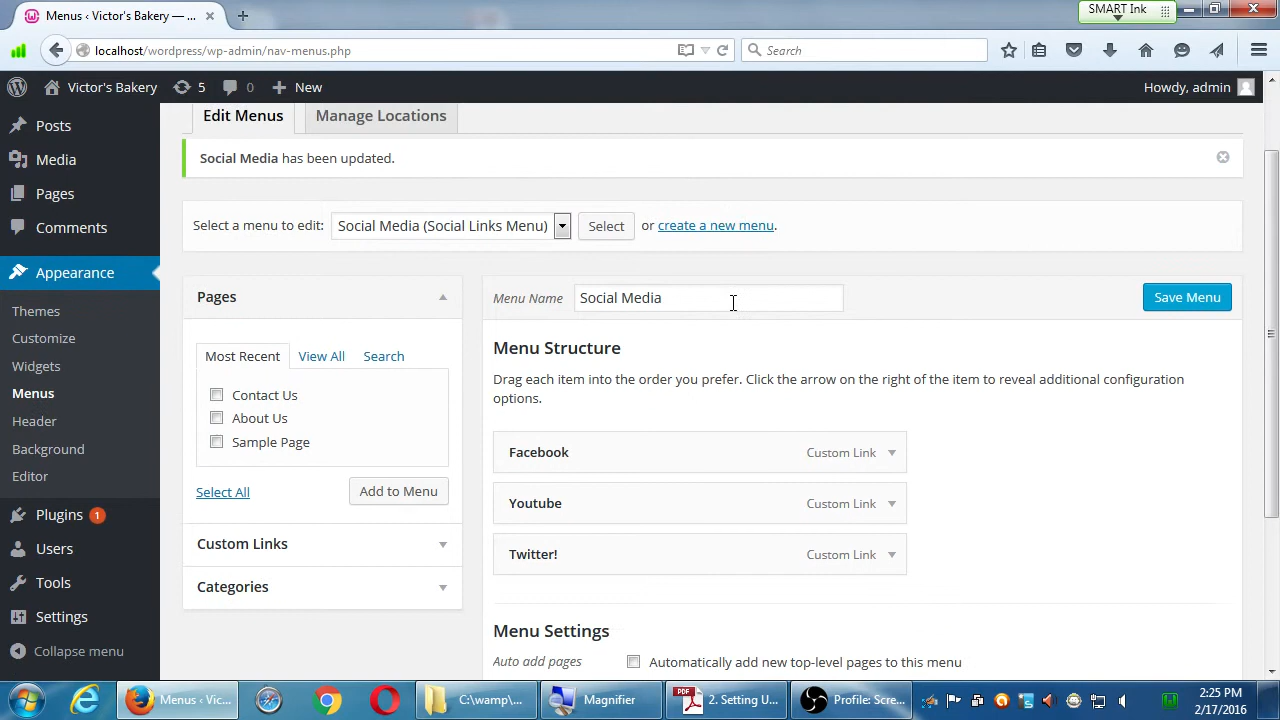 Menus ‹ Victor's Bakery — ...
SMART Ink
localhost/wordpress/wp-admin/nav-menus.php
Search
Victor's Bakery
5
0
New
Howdy, admin
Posts
Media
Pages
Comments
Appearance
Themes
Customize
Widgets
Menus
Header
Background
Editor
Plugins 1
Users
Tools
Settings
Collapse menu
Edit Menus
Manage Locations
Social Media has been updated.
Select a menu to edit: Social Media (Social Links Menu) Select or create a new menu.
Pages
Most Recent View All Search
Contact Us
About Us
Sample Page
Select All Add to Menu
Custom Links
Categories
Menu Name Social Media Save Menu
Menu Structure
Drag each item into the order you prefer. Click the arrow on the right of the item to reveal additional configuration
options.
Facebook Custom Link
Youtube Custom Link
Twitter! Custom Link
Menu Settings
Auto add pages Automatically add new top-level pages to this menu
Menus ‹ Vic...
C:\wamp\...
Magnifier
PDF
2. Setting U...
Profile: Scre...
2:25 PM
2/17/2016